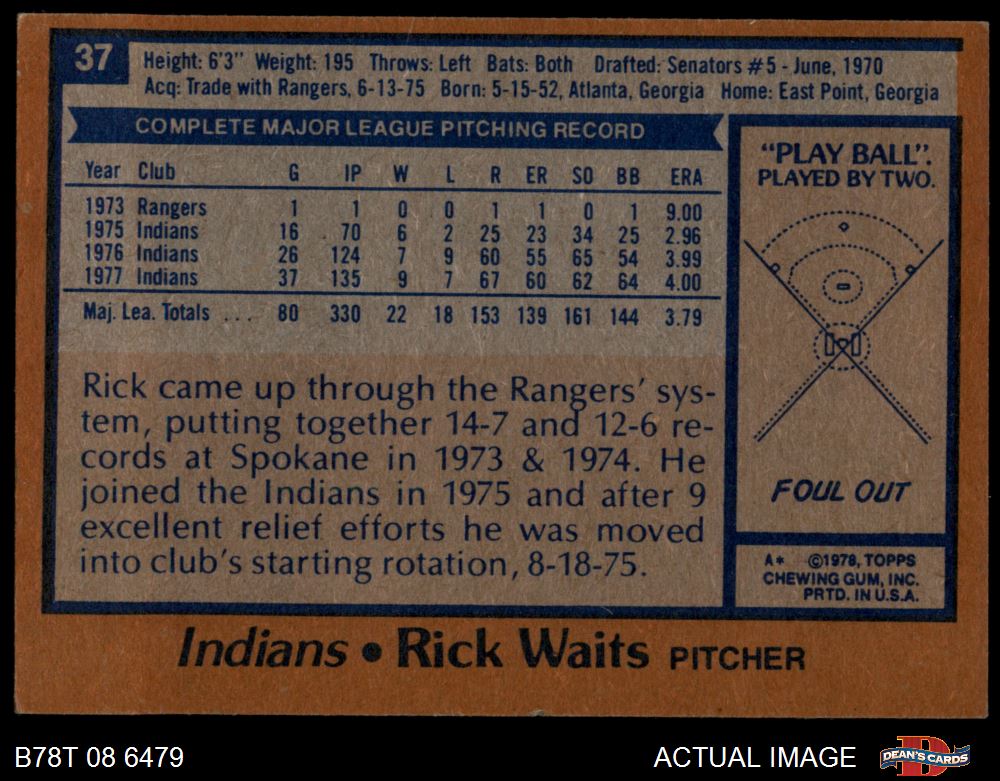 37
Height: 6'3" Weight: 195 Throws: Left Bats: Both Drafted: Senators #5 - June, 1970
Acq: Trade with Rangers, 6-13-75 Born: 5-15-52, Atlanta, Georgia Home: East Point, Georgia
COMPLETE MAJOR LEAGUE PITCHING RECORD
Year Club G IP W L R ER SO BB ERA
1973 Rangers 1 1 0 0 1 1 0 1 9.00
1975 Indians 16 70 6 2 25 23 34 25 2.96
1976 Indians 26 124 7 9 60 55 65 54 3.99
1977 Indians 37 135 9 7 67 60 62 64 4.00
Maj. Lea. Totals ... 80 330 22 18 153 139 161 144 3.79
Rick came up through the Rangers' sys-
tem, putting together 14-7 and 12-6 re-
cords at Spokane in 1973 & 1974. He
joined the Indians in 1975 and after 9
excellent relief efforts he was moved
into club's starting rotation, 8-18-75.
"PLAY BALL".
PLAYED BY TWO.
FOUL OUT
A* ©1978, TOPPS
CHEWING GUM, INC.
PRTD. IN U.S.A.
Indians • Rick Waits PITCHER
B78T 08 6479
ACTUAL IMAGE
DEAN'S CARDS